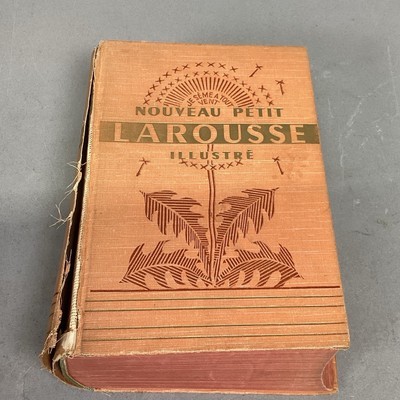 JE SÈME A TOUT
VENT
NOUVEAU PETIT
LAROUSSE
ILLUSTRÉ